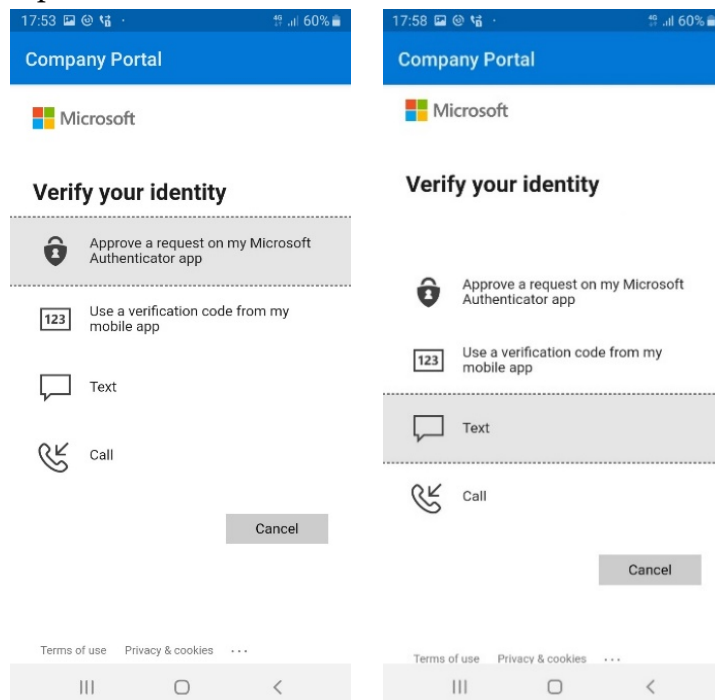 17:53
60%
Company Portal
Microsoft
Verify your identity
Approve a request on my Microsoft
Authenticator app
123
Use a verification code from my
mobile app
Text
Call
Cancel
Terms of use Privacy & cookies ...
17:58
60%
Company Portal
Microsoft
Verify your identity
Approve a request on my Microsoft
Authenticator app
123
Use a verification code from my
mobile app
Text
Call
Cancel
Terms of use Privacy & cookies ...